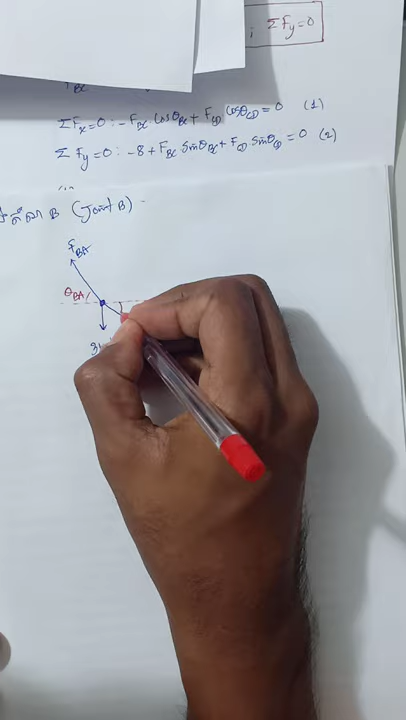 ; ΣFy=0
ΣFx=0: -FBC cosθBC + FCD cosθCD = 0 (1)
ΣFy=0: -8 + FBC sinθBC + FCD sinθCD = 0 (2)
B (Joint B) -
FBA
θBA
3